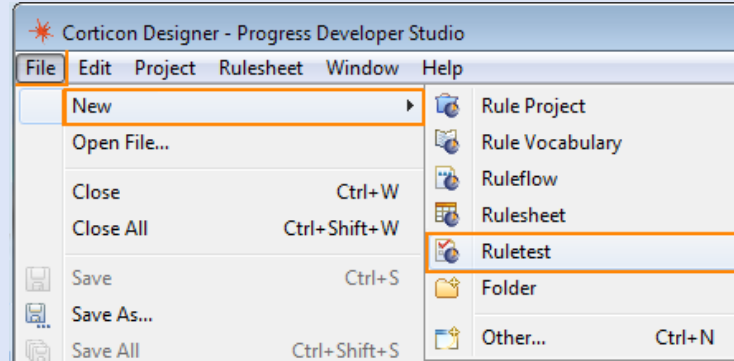 Corticon Designer - Progress Developer Studio
File Edit Project Rulesheet Window Help
New
Open File...
Close Ctrl+W
Close All Ctrl+Shift+W
Save Ctrl+S
Save As...
Save All Ctrl+Shift+S
Rule Project
Rule Vocabulary
Ruleflow
Rulesheet
Ruletest
Folder
Other... Ctrl+N